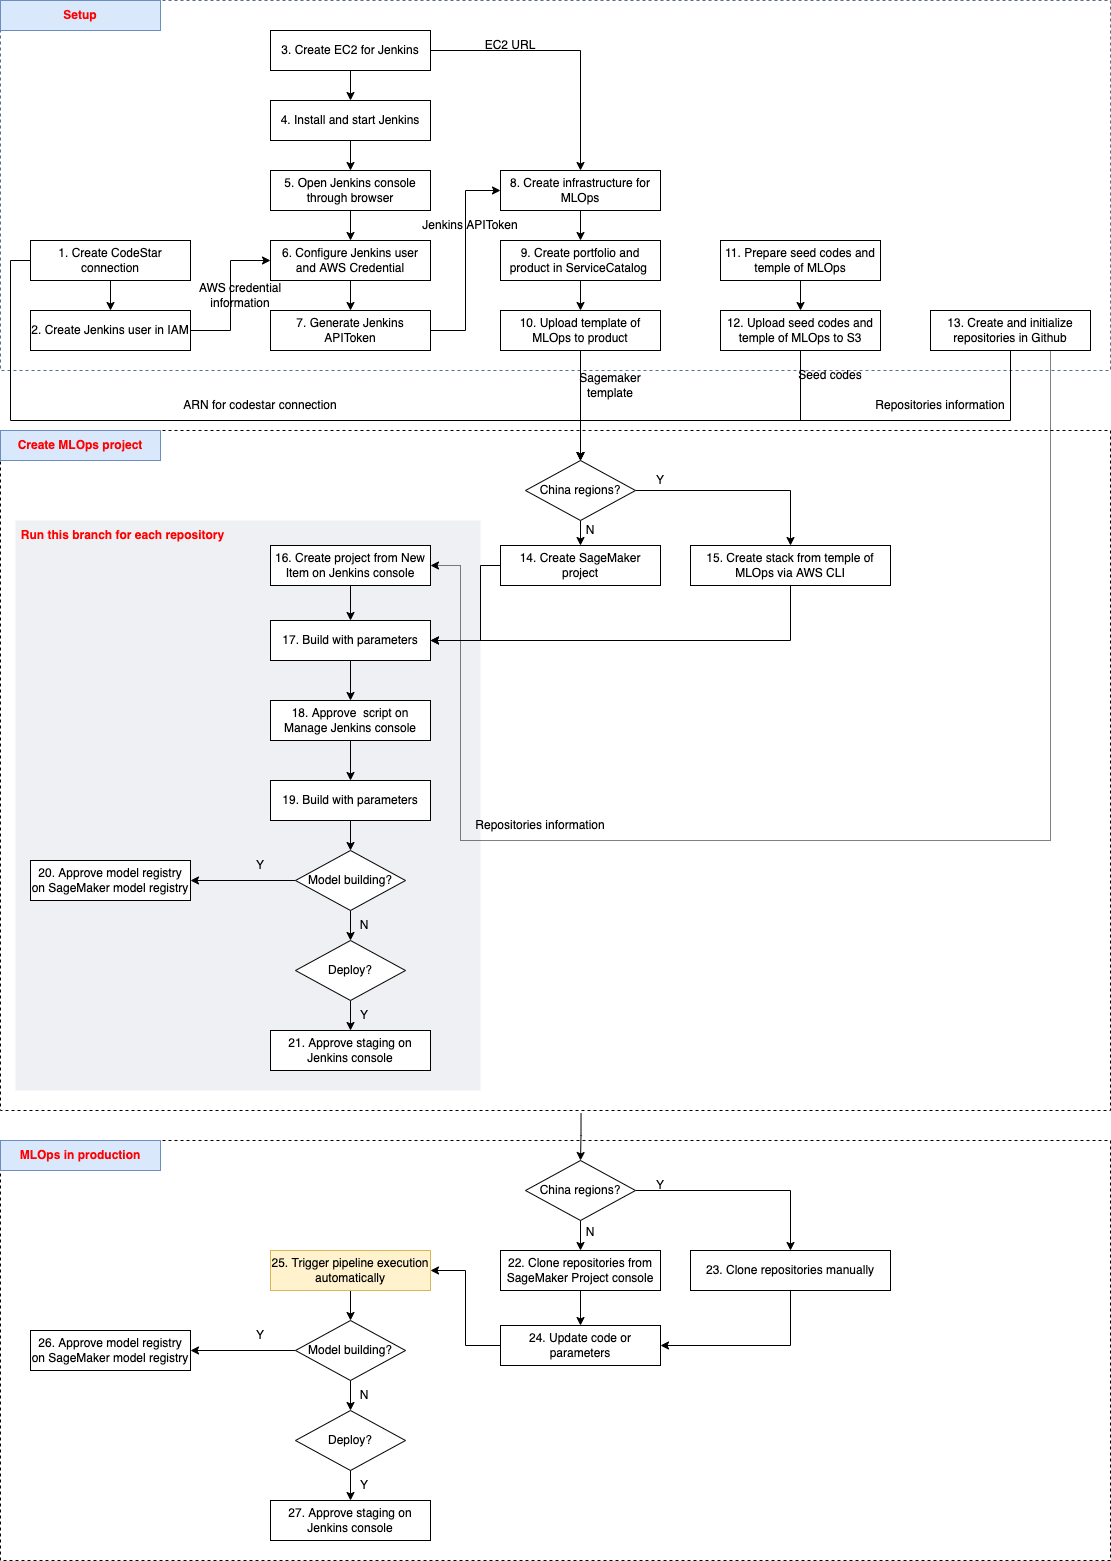 Setup
3. Create EC2 for Jenkins
EC2 URL
4. Install and start Jenkins
5. Open Jenkins console
through browser
8. Create infrastructure for
MLOps
Jenkins APIToken
1. Create CodeStar
connection
6. Configure Jenkins user
and AWS Credential
9. Create portfolio and
product in ServiceCatalog
11. Prepare seed codes and
temple of MLOps
AWS credential
information
2. Create Jenkins user in IAM
7. Generate Jenkins
APIToken
10. Upload template of
MLOps to product
12. Upload seed codes and
temple of MLOps to S3
13. Create and initialize
repositories in Github
Sagemaker
template
Seed codes
ARN for codestar connection
Repositories information
Create MLOps project
China regions?
Y
N
Run this branch for each repository
16. Create project from New
Item on Jenkins console
14. Create SageMaker
project
15. Create stack from temple of
MLOps via AWS CLI
17. Build with parameters
18. Approve  script on
Manage Jenkins console
19. Build with parameters
Repositories information
20. Approve model registry
on SageMaker model registry
Y
Model building?
N
Deploy?
Y
21. Approve staging on
Jenkins console
MLOps in production
China regions?
Y
N
25. Trigger pipeline execution
automatically
22. Clone repositories from
SageMaker Project console
23. Clone repositories manually
24. Update code or
parameters
26. Approve model registry
on SageMaker model registry
Y
Model building?
N
Deploy?
Y
27. Approve staging on
Jenkins console